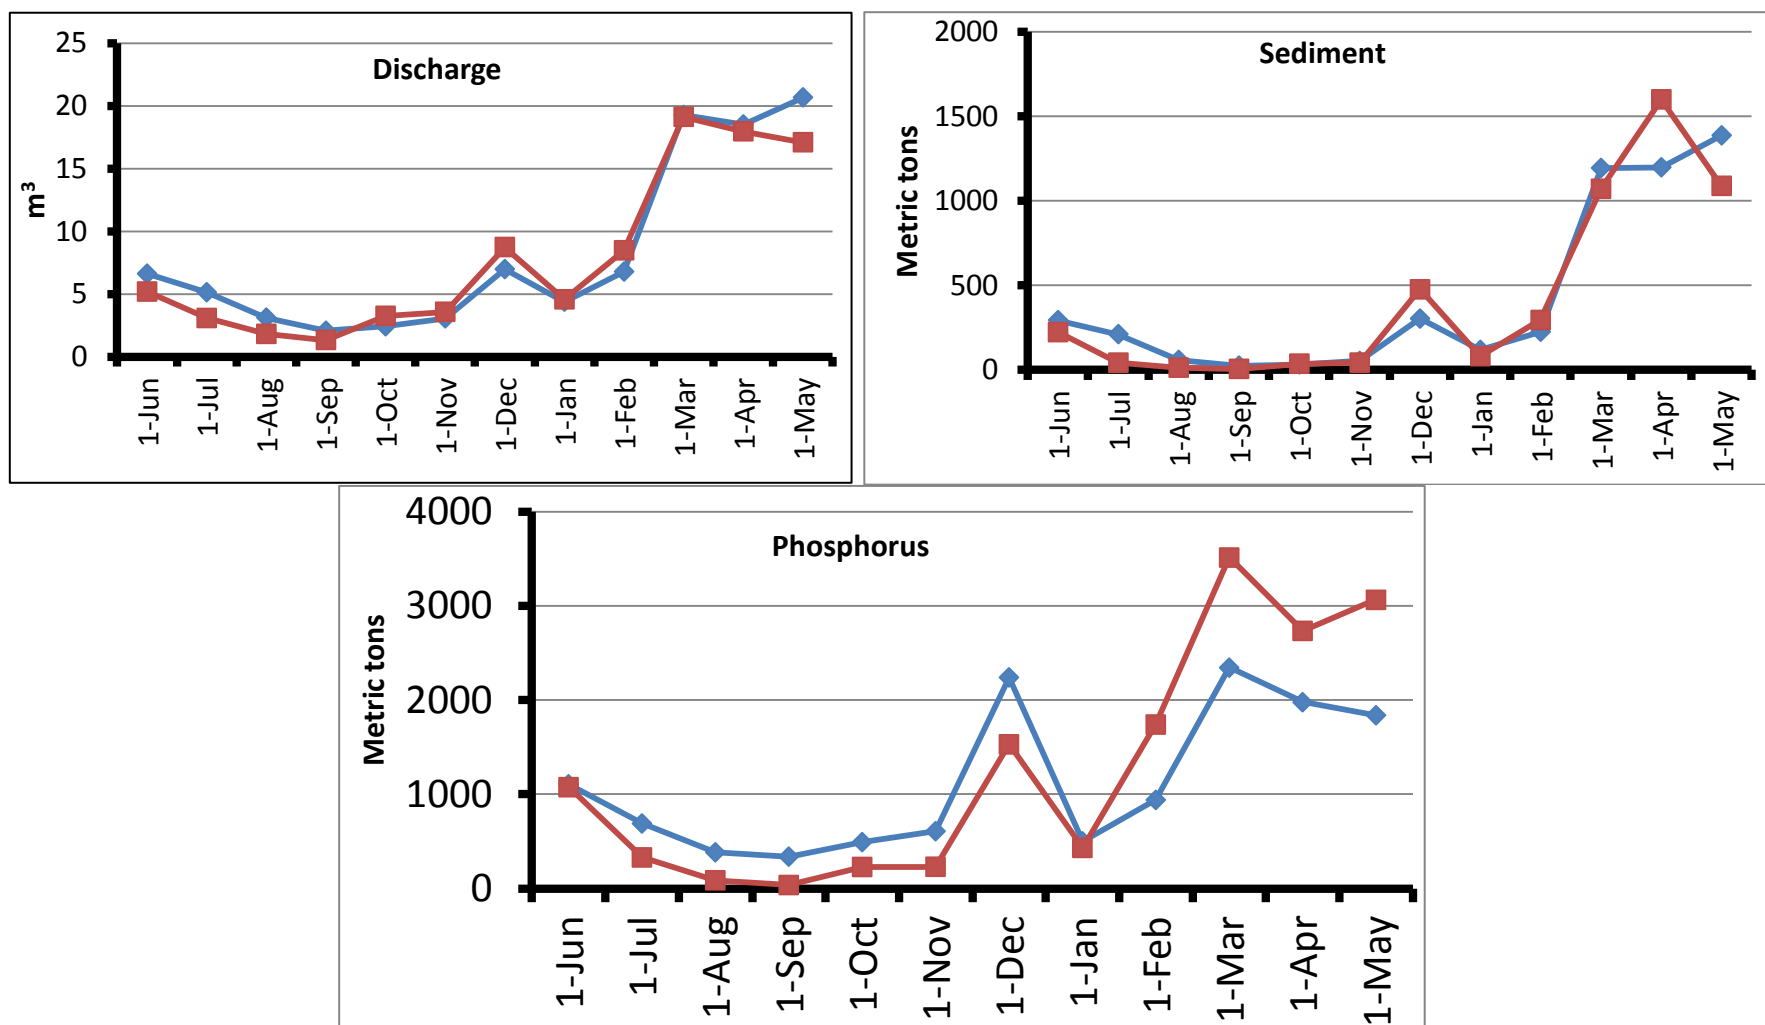 Discharge
m³
25
20
15
10
5
0
1-Jun
1-Jul
1-Aug
1-Sep
1-Oct
1-Nov
1-Dec
1-Jan
1-Feb
1-Mar
1-Apr
1-May
Sediment
Metric tons
2000
1500
1000
500
0
1-Jun
1-Jul
1-Aug
1-Sep
1-Oct
1-Nov
1-Dec
1-Jan
1-Feb
1-Mar
1-Apr
1-May
Phosphorus
Metric tons
4000
3000
2000
1000
0
1-Jun
1-Jul
1-Aug
1-Sep
1-Oct
1-Nov
1-Dec
1-Jan
1-Feb
1-Mar
1-Apr
1-May